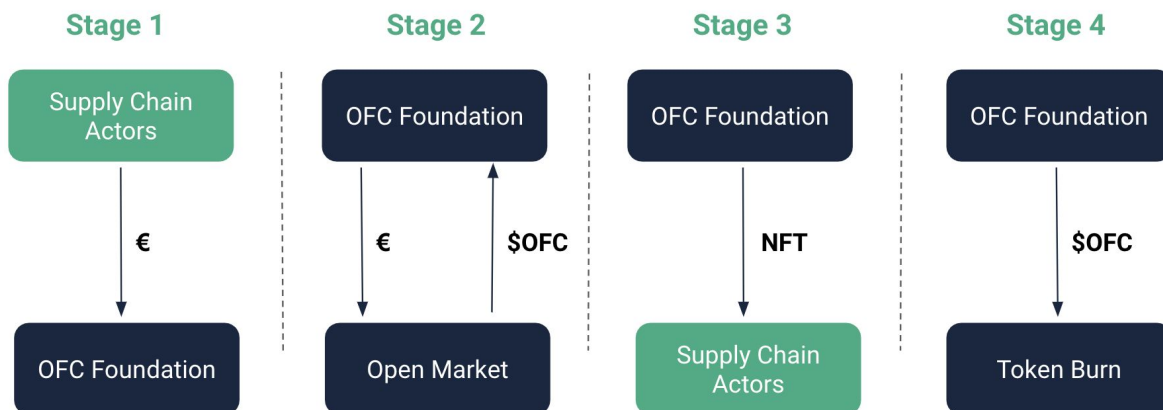 Stage 1
Stage 2
Stage 3
Stage 4
Supply Chain
Actors
OFC Foundation
OFC Foundation
OFC Foundation
€
€
$OFC
NFT
$OFC
OFC Foundation
Open Market
Supply Chain
Actors
Token Burn